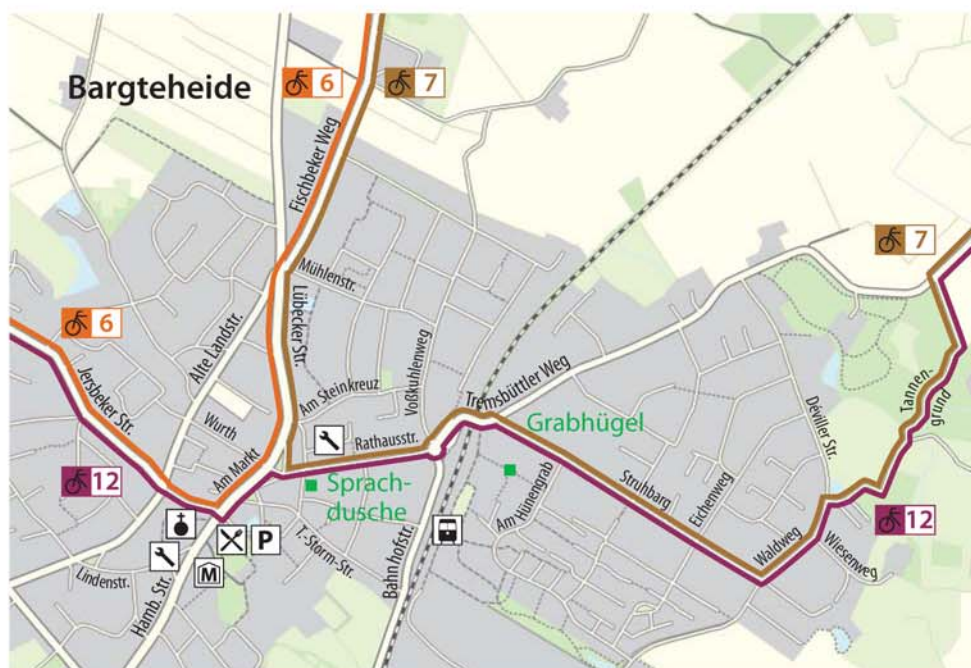 Bargteheide
6
7
Fischbeker Weg
7
Mühlenstr.
Lübecker Str.
6
Alte Landstr.
Jersbeker Str.
Am Steinkreuz
Voßkuhlenweg
Tremsbüttler Weg
Tannen-
grund
Déviller Str.
Grabhügel
Wurth
Rathausstr.
Am Markt
12
Sprach-
dusche
Struhbarg
Eichenweg
Am Hünengrab
12
P
T.-Storm-Str.
Bahnhofstr.
Waldweg
Wiesenweg
Lindenstr.
M
Hamb. Str.